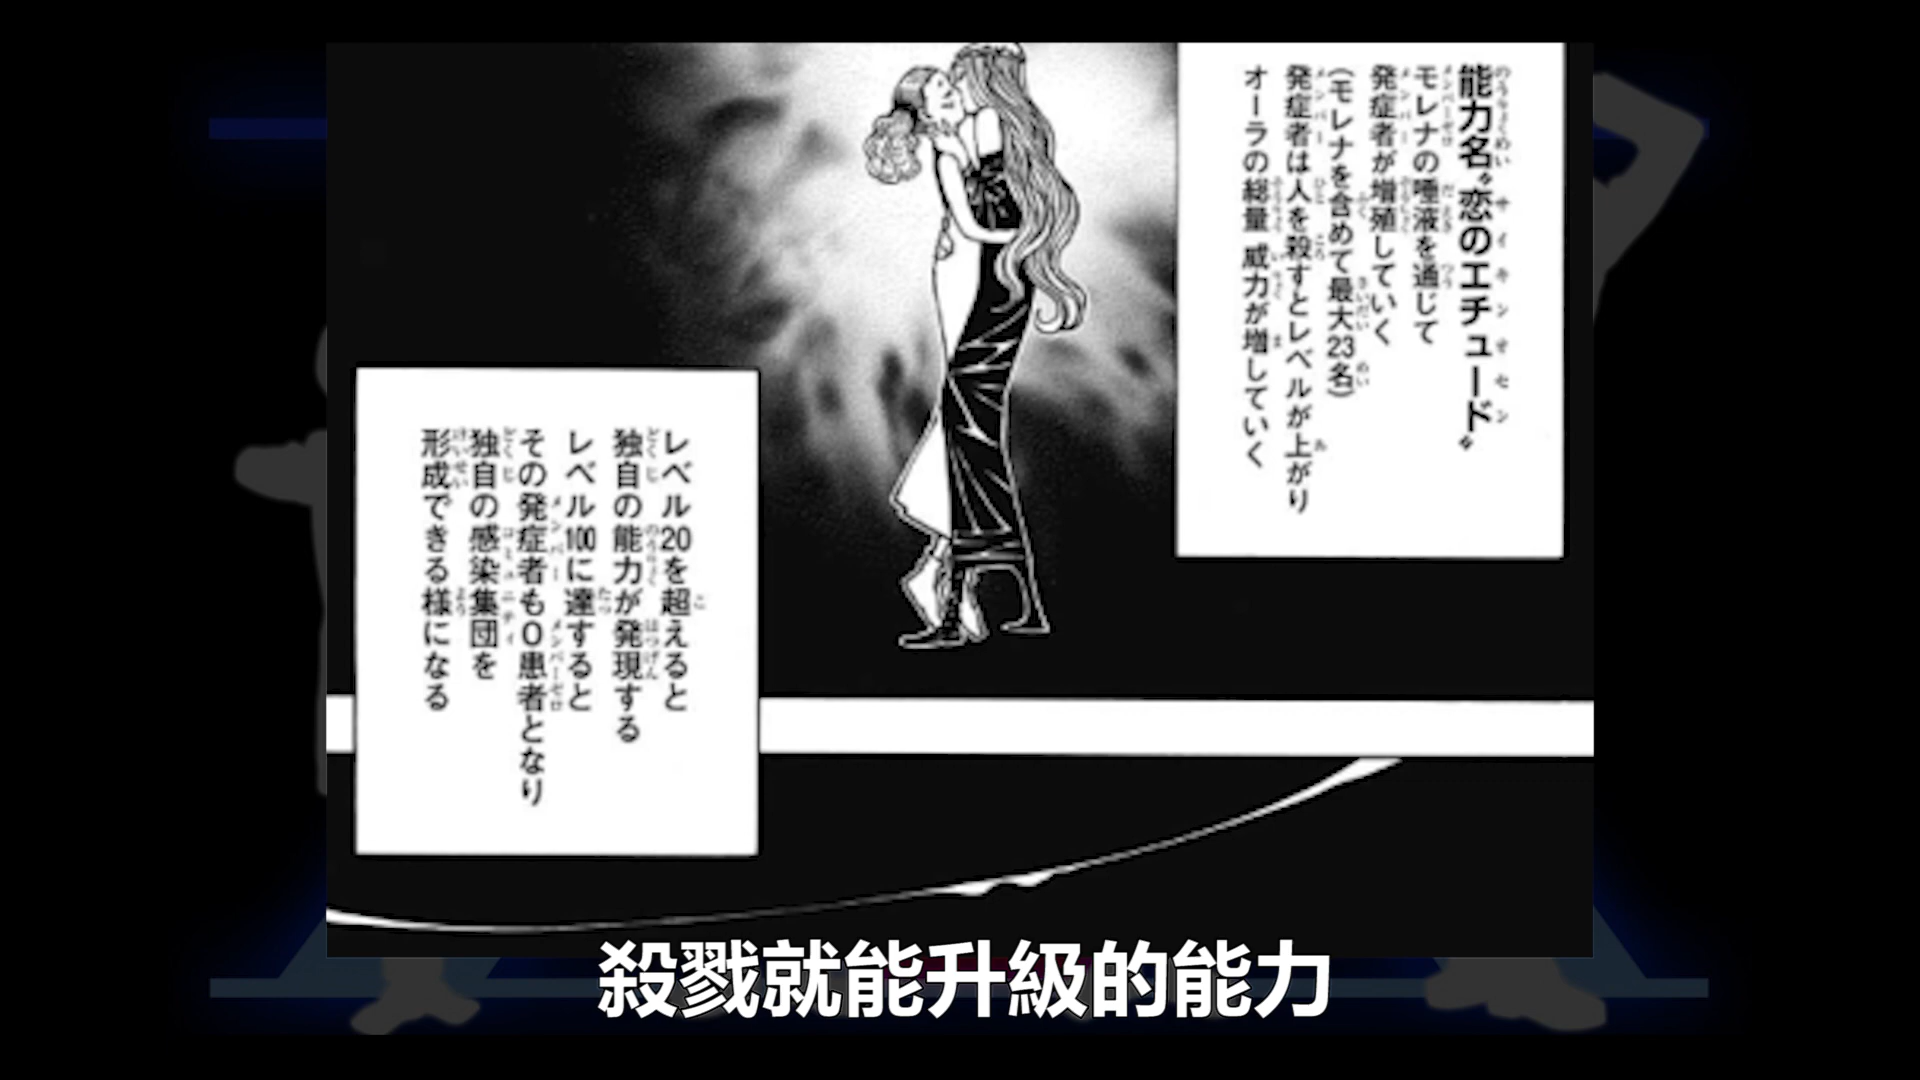 能力名〝恋のエチュード〟
モレナの唾液を通じて
発症者が増殖していく
(モレナを含めて最大23名)
発症者は人を殺すとレベルが上がり
オーラの総量 威力が増していく
レベル20を超えると
独自の能力が発現する
レベル100に達すると
その発症者も0患者となり
独自の感染集団を
形成できる様になる
殺戮就能升級的能力